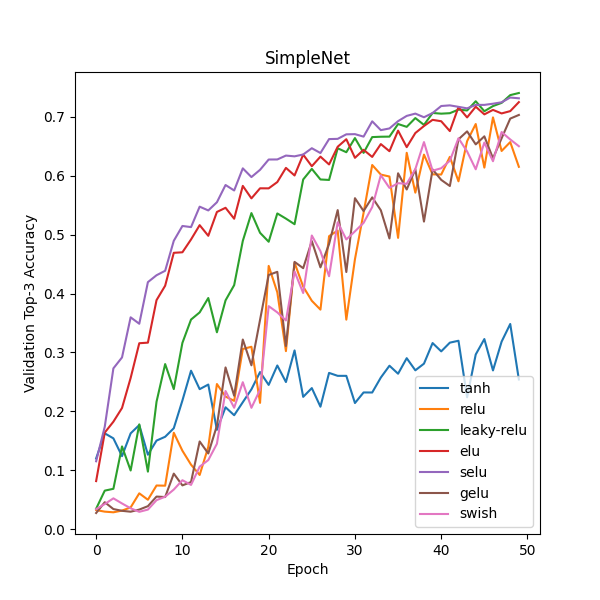 SimpleNet
Validation Top-3 Accuracy
0.7
0.6
0.5
0.4
0.3
0.2
0.1
0.0
0 10 20 30 40 50
Epoch
tanh
relu
leaky-relu
elu
selu
gelu
swish